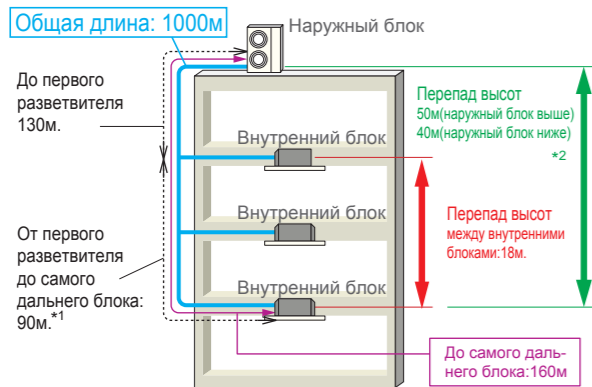 Общая длина: 1000м
Наружный блок
До первого
разветвителя
130м.
Перепад высот
50м(наружный блок выше)
40м(наружный блок ниже)
*2
Внутренний блок
Внутренний блок
Перепад высот
между внутренними
блоками:18м.
От первого
разветвителя
до самого
дальнего блока:
90м.*1
Внутренний блок
До самого даль-
него блока:160м